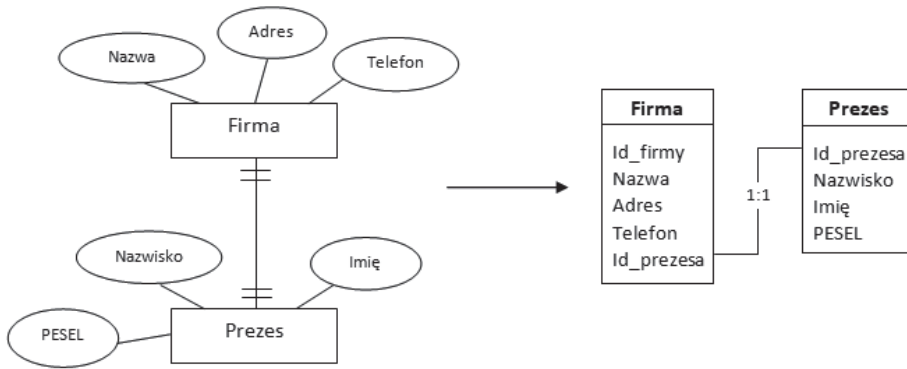 Nazwa
Adres
Telefon
Firma
Nazwisko
Imię
PESEL
Prezes
Firma
Id_firmy
Nazwa
Adres
Telefon
Id_prezesa
1:1
Prezes
Id_prezesa
Nazwisko
Imię
PESEL